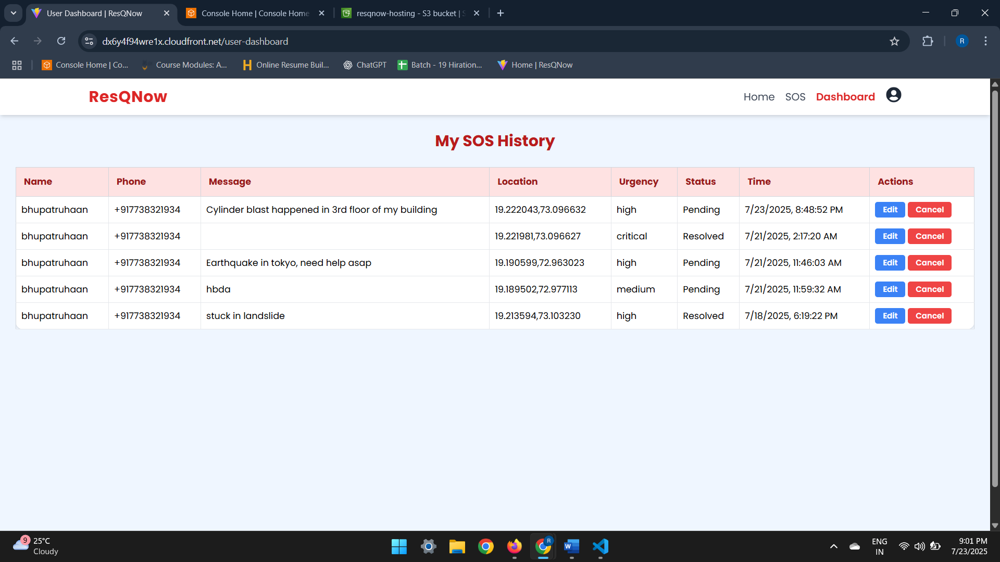 User Dashboard | ResQNow
Console Home | Console Home
resqnow-hosting - S3 bucket | S
dx6y4f94wre1x.cloudfront.net/user-dashboard
R
Console Home | Co...
Course Modules: A...
Online Resume Buil...
ChatGPT
Batch - 19 Hiration...
Home | ResQNow
ResQNow
Home SOS Dashboard
My SOS History
Name Phone Message Location Urgency Status Time Actions
bhupatruhaan +917738321934 Cylinder blast happened in 3rd floor of my building 19.222043,73.096632 high Pending 7/23/2025, 8:48:52 PM Edit Cancel
bhupatruhaan +917738321934 19.221981,73.096627 critical Resolved 7/21/2025, 2:17:20 AM Edit Cancel
bhupatruhaan +917738321934 Earthquake in tokyo, need help asap 19.190599,72.963023 high Pending 7/21/2025, 11:46:03 AM Edit Cancel
bhupatruhaan +917738321934 hbda 19.189502,72.977113 medium Pending 7/21/2025, 11:59:32 AM Edit Cancel
bhupatruhaan +917738321934 stuck in landslide 19.213594,73.103230 high Resolved 7/18/2025, 6:19:22 PM Edit Cancel
9
25°C
Cloudy
R
W
ENG
IN
9:01 PM
7/23/2025